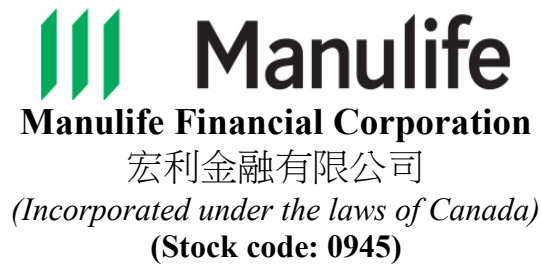 Manulife
Manulife Financial Corporation
宏利金融有限公司
(Incorporated under the laws of Canada)
(Stock code: 0945)